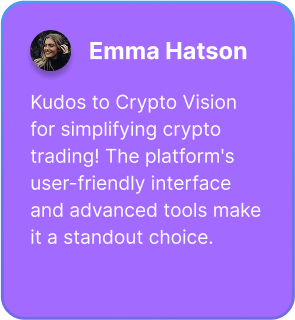 Emma Hatson
Kudos to Crypto Vision
for simplifying crypto
trading! The platform's
user-friendly interface
and advanced tools make
it a standout choice.